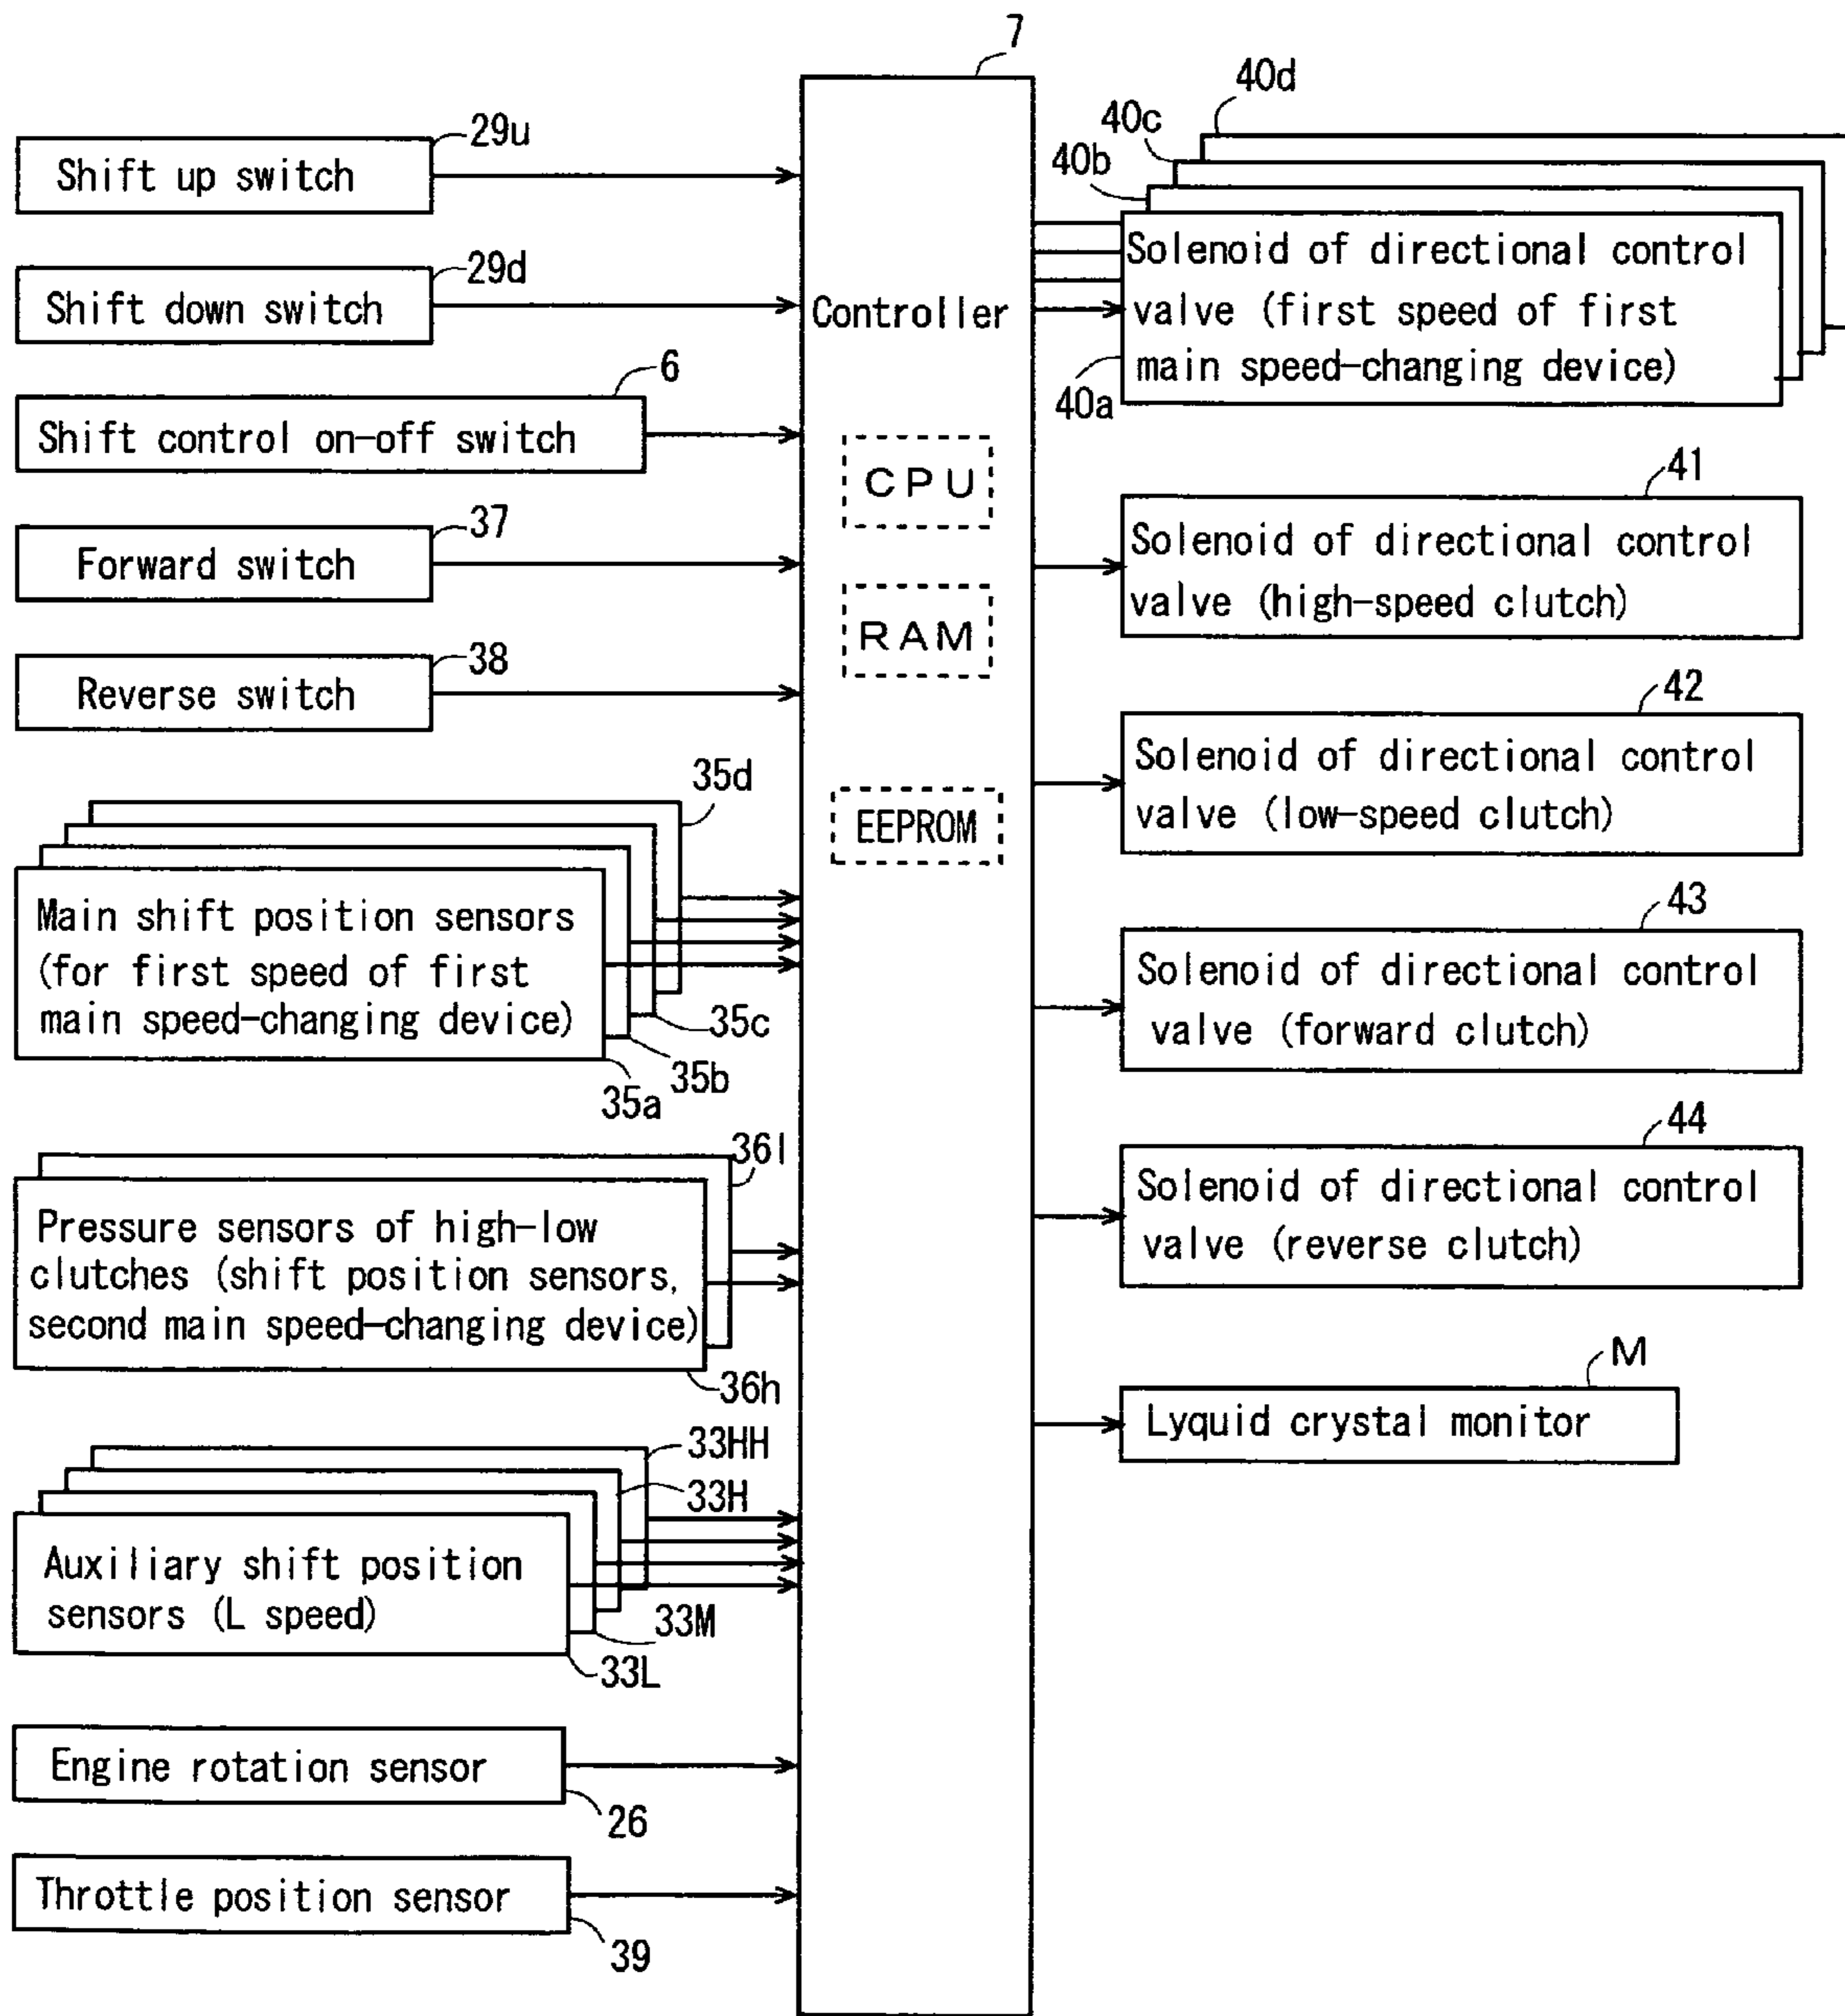 7
29u
Shift up switch
29d
Shift down switch
6
Shift control on-off switch
37
Forward switch
38
Reverse switch
35d
Main shift position sensors
(for first speed of first
main speed-changing device)
35c
35b
35a
36l
Pressure sensors of high-low
clutches (shift position sensors,
second main speed-changing device)
36h
33HH
33H
Auxiliary shift position
sensors (L speed)
33M
33L
Engine rotation sensor
26
Throttle position sensor
39
Controller
CPU
RAM
EEPROM
40d
40c
40b
Solenoid of directional control
valve (first speed of first
main speed-changing device)
40a
41
Solenoid of directional control
valve (high-speed clutch)
42
Solenoid of directional control
valve (low-speed clutch)
43
Solenoid of directional control
valve (forward clutch)
44
Solenoid of directional control
valve (reverse clutch)
M
Lyquid crystal monitor